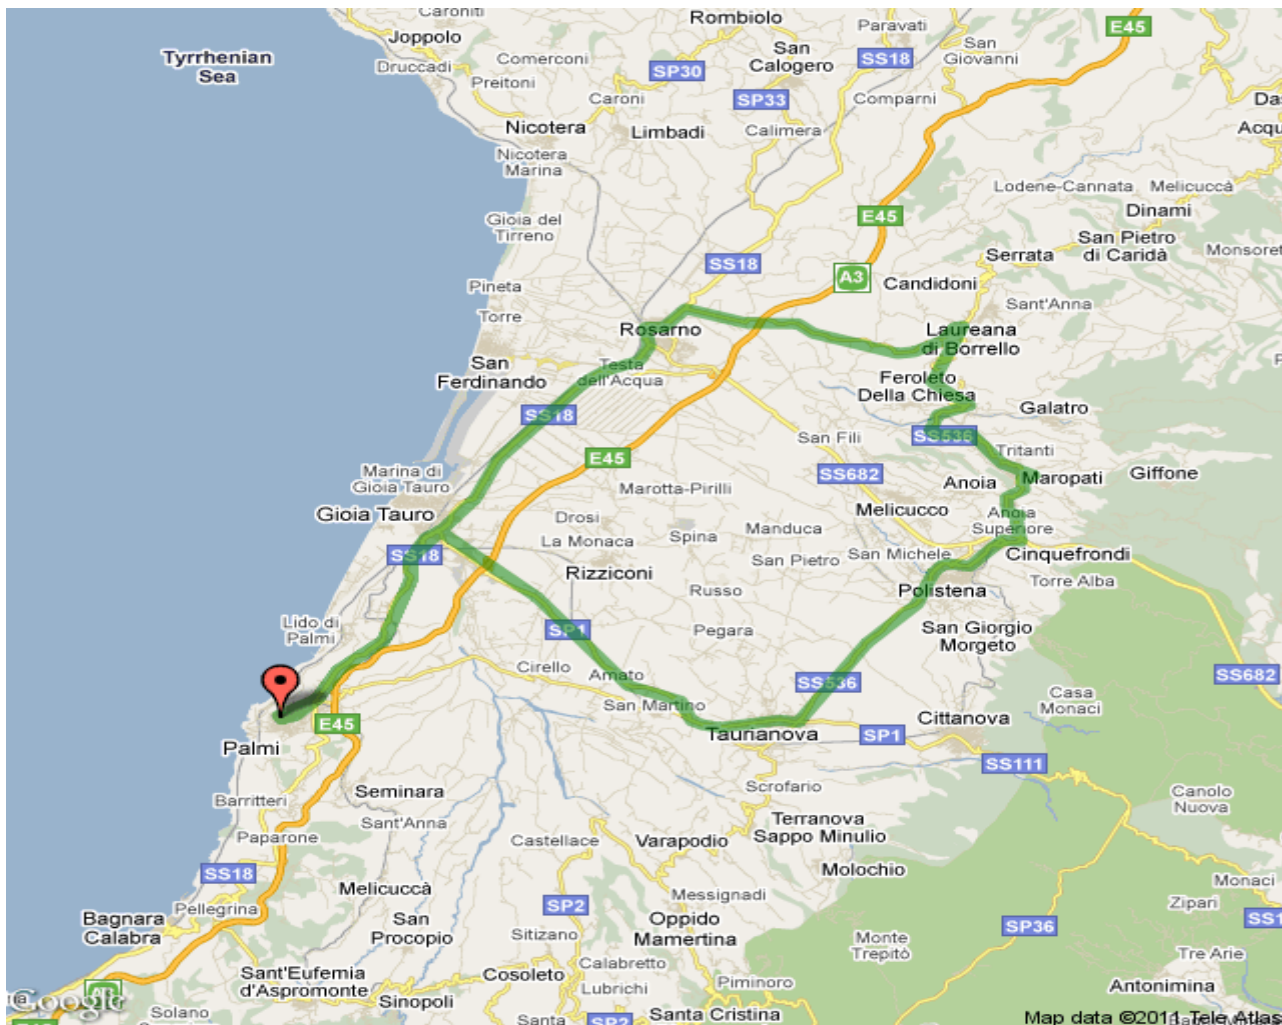 Caroniti
Rombiolo
Paravati
E45
Joppolo
Tyrrhenian
Sea
Comerconi
San
Calogero
SS18
San
Giovanni
Druccadi
Preitoni
SP30
Caroni
SP33
Comparni
Nicotera
Limbadi
Calimera
Nicotera
Marina
Lodene-Cannata
Melicuccà
Dinami
E45
Gioia del
Tirreno
San Pietro
di Caridà
Serrata
SS18
A3
Candidoni
Pineta
Sant'Anna
Torre
Rosarno
Laureana
di Borrello
San
Ferdinando
Testa
dell'Acqua
Feroleto
Della Chiesa
Galatro
SS18
SS536
San Fili
Tritanti
E45
Marina di
Gioia Tauro
SS682
Maropati
Giffone
Anoia
Marotta-Pirilli
Gioia Tauro
Melicucco
Anoia
Superiore
Drosi
La Monaca
Spina
Manduca
SS18
San Pietro
San Michele
Cinquefrondi
Rizziconi
Torre Alba
Russo
Polistena
Lido di
Palmi
SP1
Pegara
San Giorgio
Morgeto
Cirello
Amato
SS536
SS682
San Martino
Casa
Monaci
E45
Cittanova
Palmi
Taurianova
SP1
SS111
Barritteri
Seminara
Scrofario
Canolo
Nuova
Sant'Anna
Terranova
Sappo Minulio
Paparone
Castellace
Varapodio
SS18
Molochio
Melicuccà
Messignadi
Monaci
Pellegrina
SP2
Zipari
Bagnara
Calabra
San
Procopio
Oppido
Mamertina
SP36
Sitizano
Monte
Trepitò
Tre Arie
Sant'Eufemia
d'Aspromonte
Cosoleto
Calabretto
Lubrichi
Piminoro
Antonimina
Sinopoli
Google
Solano
Santa
SP2
Santa Cristina
Map data ©2011 Tele Atlas